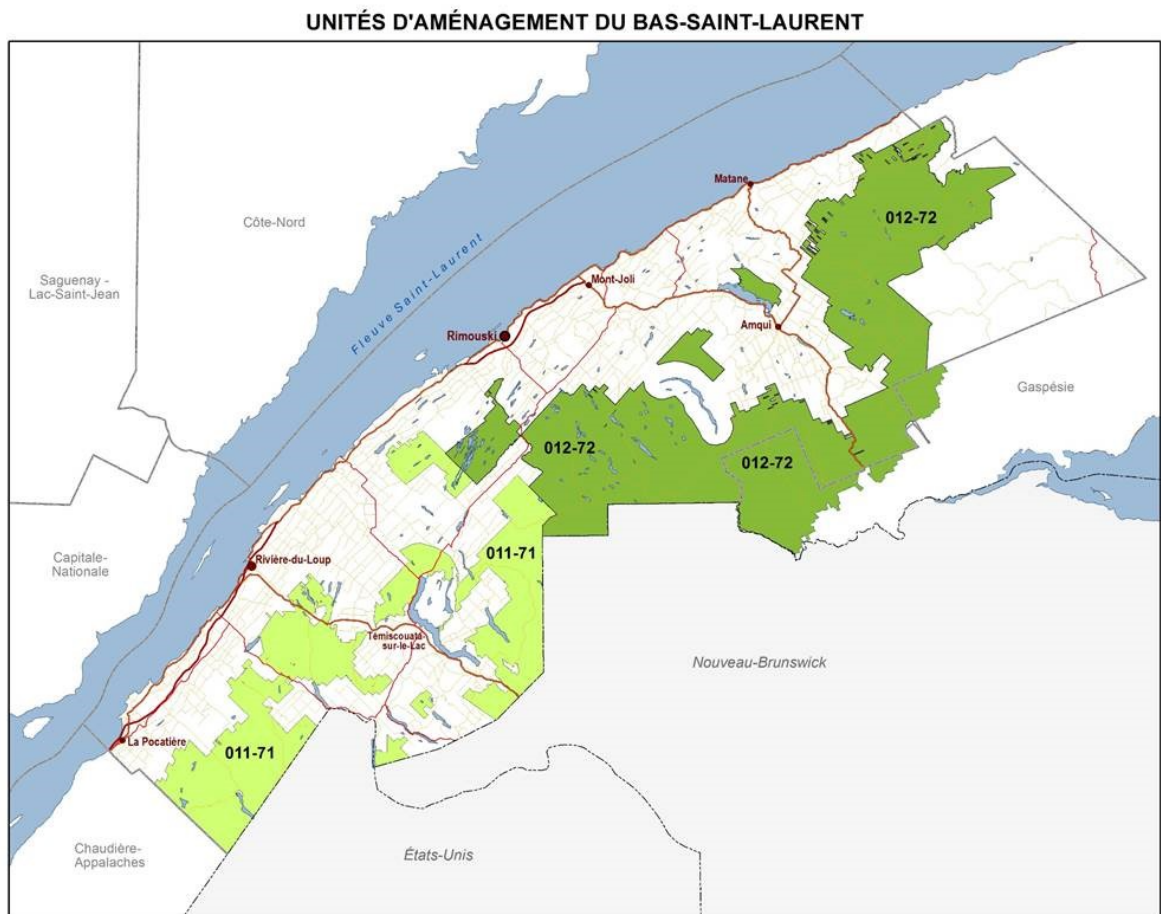 UNITÉS D'AMÉNAGEMENT DU BAS-SAINT-LAURENT
Matane
012-72
Côte-Nord
Saguenay -
Lac-Saint-Jean
Fleuve Saint-Laurent
Mont-Joli
Rimouski
Amqui
Gaspésie
012-72
012-72
Capitale-
Nationale
Rivière-du-Loup
011-71
Témiscouata-
sur-le-Lac
Nouveau-Brunswick
La Pocatière
011-71
Chaudière-
Appalaches
États-Unis